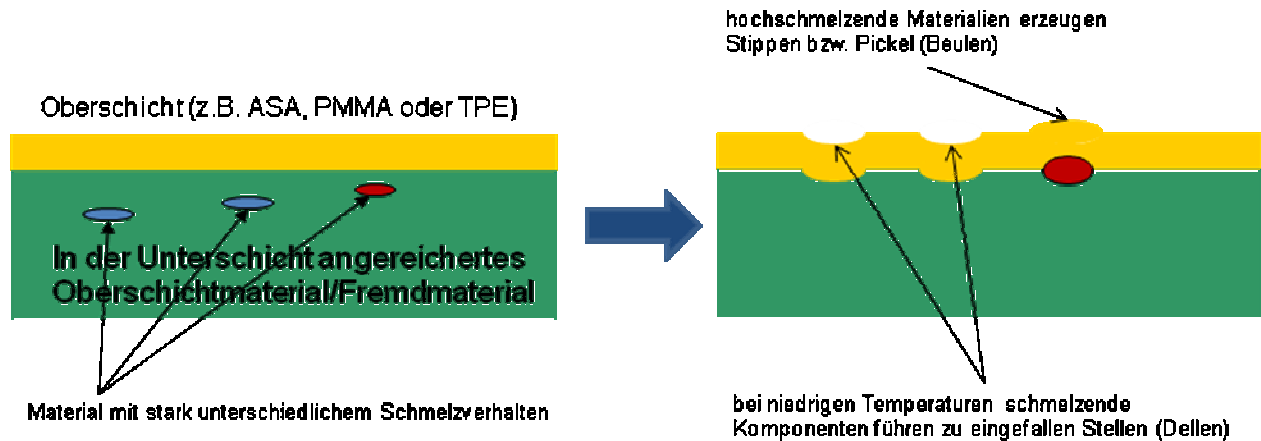 hochschmelzende Materialien erzeugen
Stippen bzw. Pickel (Beulen)
Oberschicht (z.B. ASA, PMMA oder TPE)
In der Unterschicht angereichertes
Oberschichtmaterial/Fremdmaterial
Material mit stark unterschiedlichem Schmelzverhalten
bei niedrigen Temperaturen schmelzende
Komponenten führen zu eingefallen Stellen (Dellen)